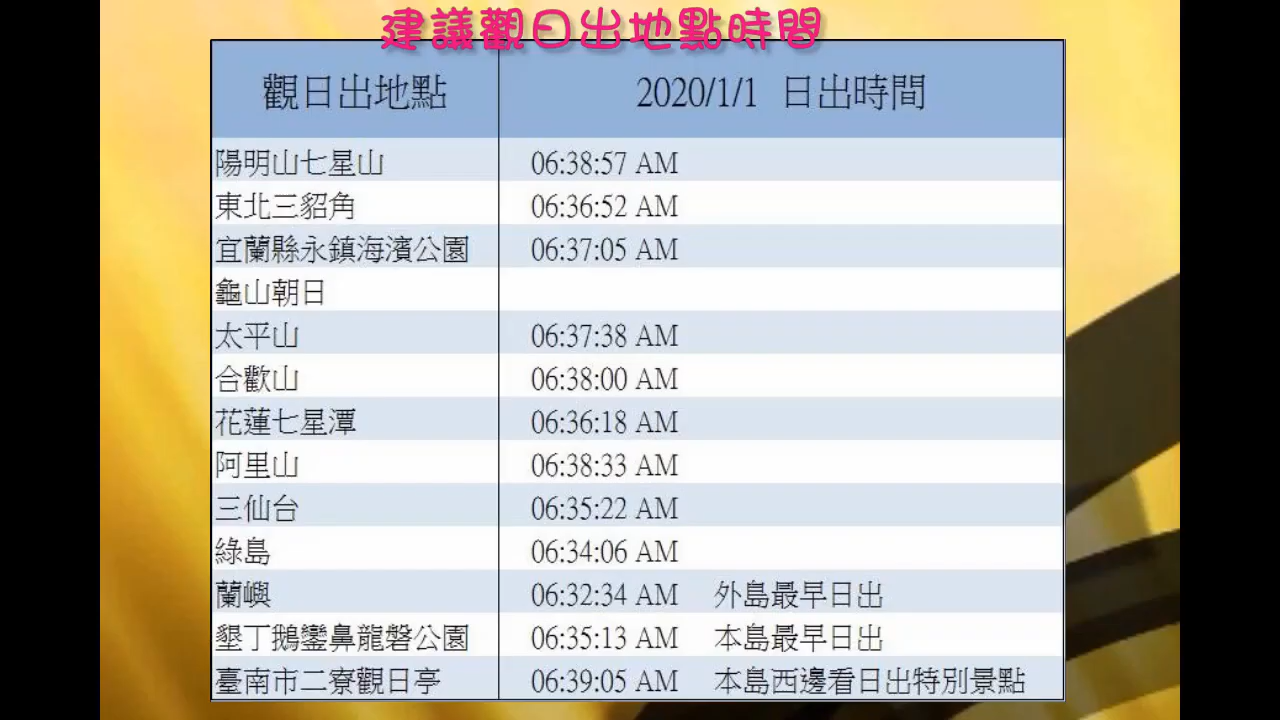 建議觀日出地點時間
觀日出地點 2020/1/1 日出時間
陽明山七星山 06:38:57 AM
東北三貂角 06:36:52 AM
宜蘭縣永鎮海濱公園 06:37:05 AM
龜山朝日
太平山 06:37:38 AM
合歡山 06:38:00 AM
花蓮七星潭 06:36:18 AM
阿里山 06:38:33 AM
三仙台 06:35:22 AM
綠島 06:34:06 AM
蘭嶼 06:32:34 AM 外島最早日出
墾丁鵝鑾鼻龍磐公園 06:35:13 AM 本島最早日出
臺南市二寮觀日亭 06:39:05 AM 本島西邊看日出特別景點